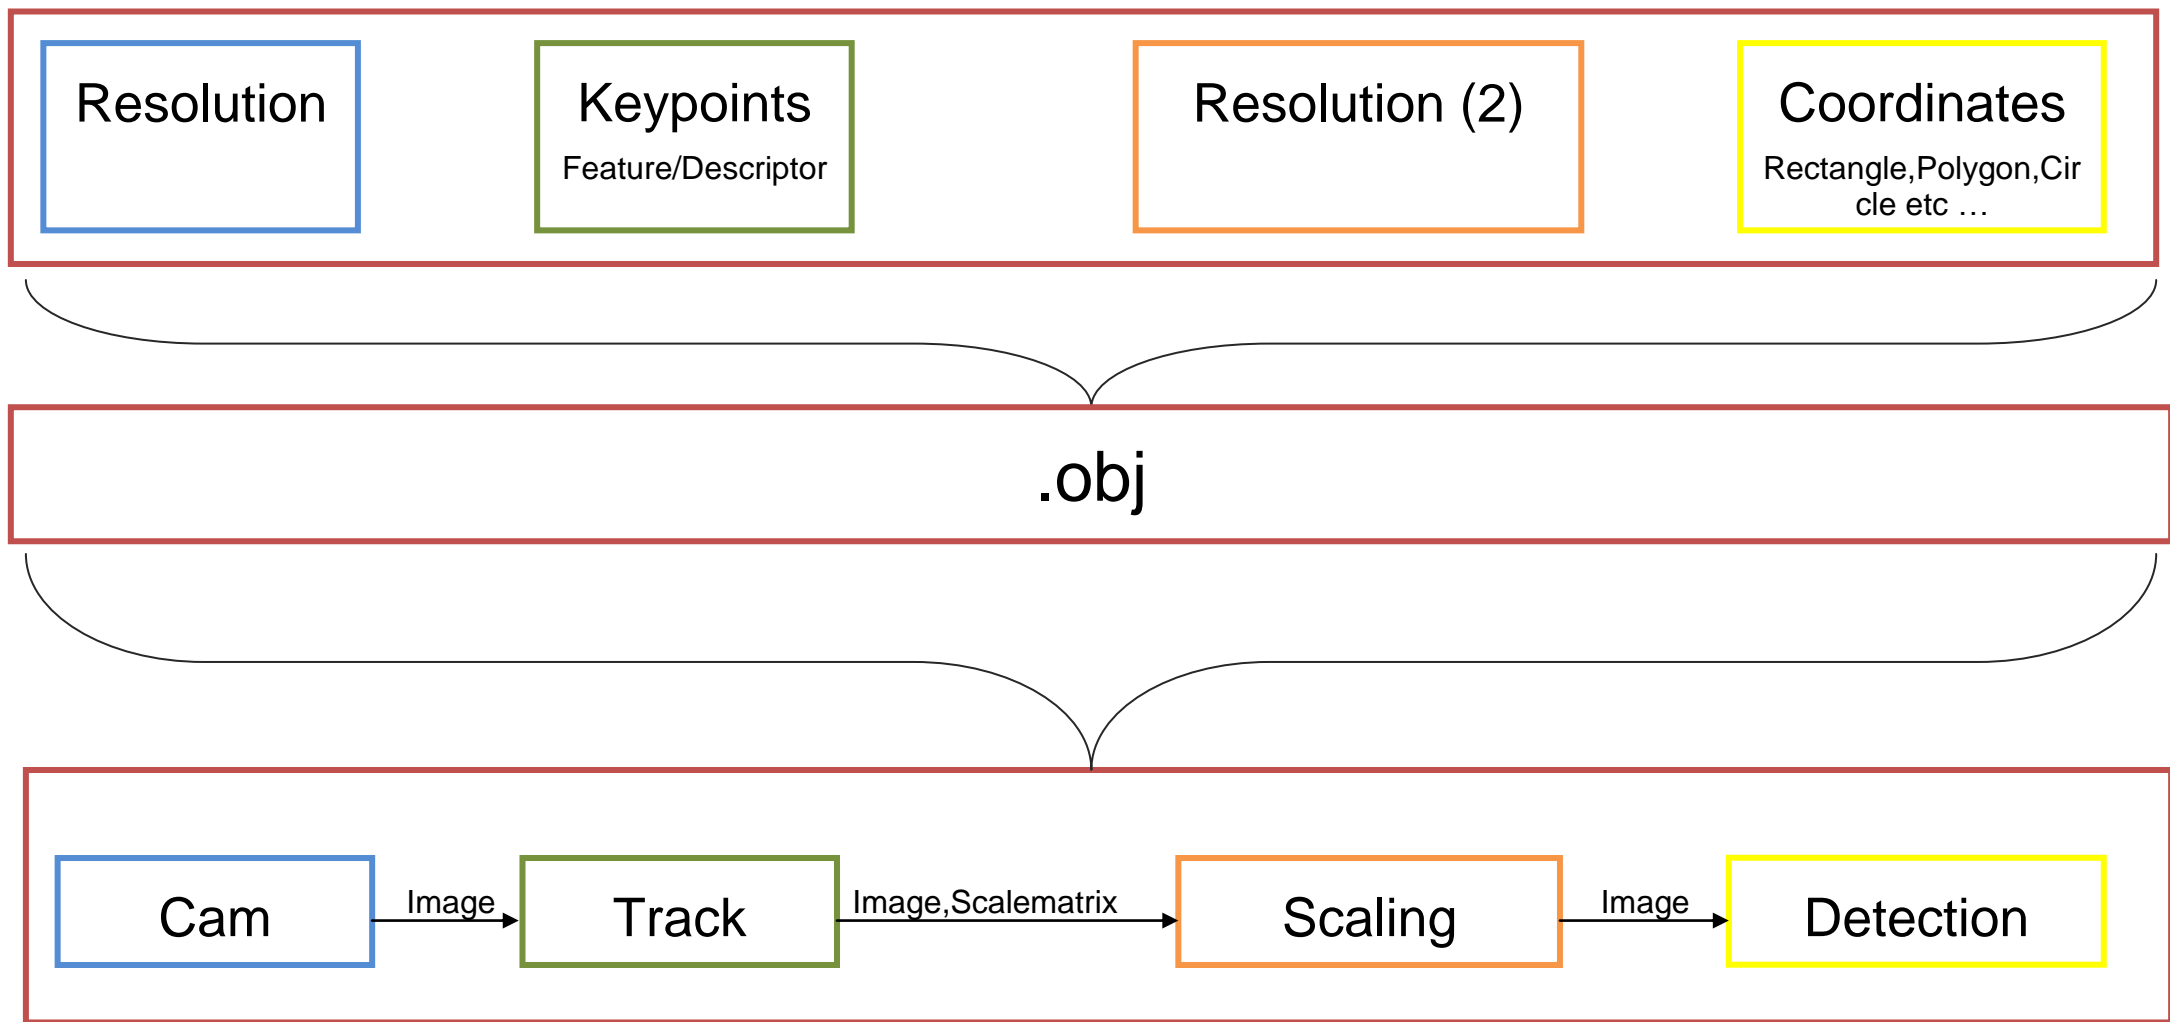 Resolution
Keypoints
Feature/Descriptor
Resolution (2)
Coordinates
Rectangle,Polygon,Cir
cle etc …
.obj
Cam
Image
Track
Image,Scalematrix
Scaling
Image
Detection